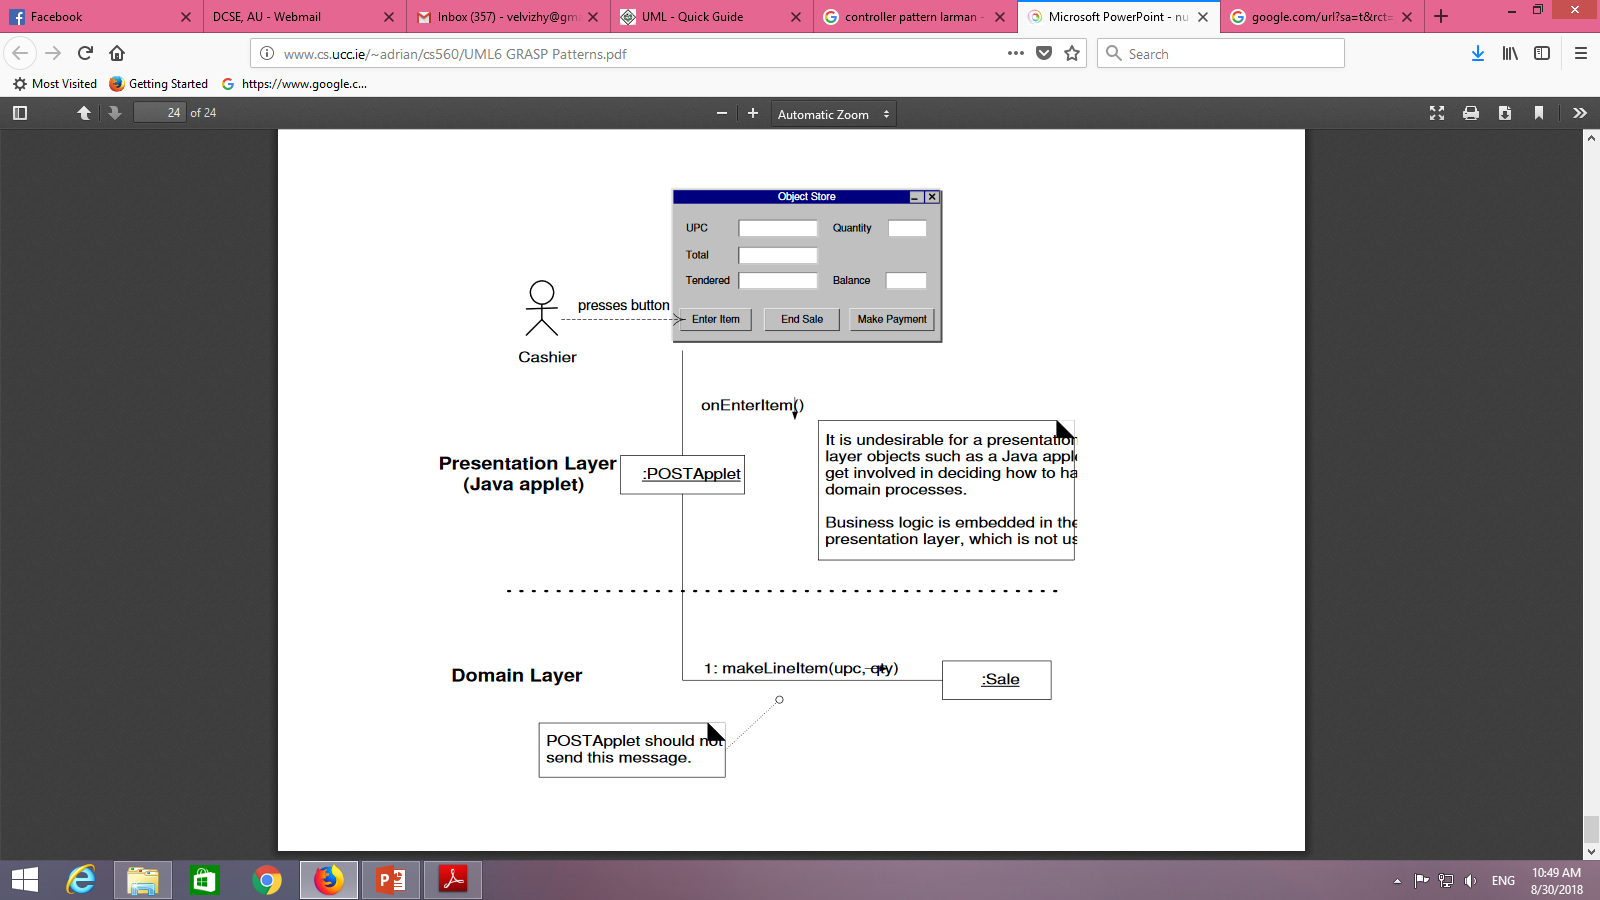 Facebook
DCSE, AU - Webmail
Inbox (357) - velvizhy@gm
UML - Quick Guide
controller pattern larman -
Microsoft PowerPoint - nu
google.com/url?sa=t&rct=
www.cs.ucc.ie/~adrian/cs560/UML6 GRASP Patterns.pdf
Search
Most Visited
Getting Started
https://www.google.c...
24 of 24
Automatic Zoom
Object Store
UPC
Quantity
Total
Tendered
Balance
presses button
Enter Item
End Sale
Make Payment
Cashier
onEnterItem()
It is undesirable for a presentation
layer objects such as a Java apple
get involved in deciding how to ha
domain processes.
Business logic is embedded in the
presentation layer, which is not us
Presentation Layer
(Java applet)
:POSTApplet
1: makeLineItem(upc, qty)
Domain Layer
:Sale
POSTApplet should not
send this message.
ENG
10:49 AM
8/30/2018